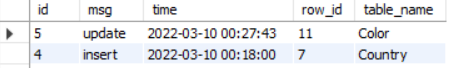 id msg time row_id table_name
5 update 2022-03-10 00:27:43 11 Color
4 insert 2022-03-10 00:18:00 7 Country